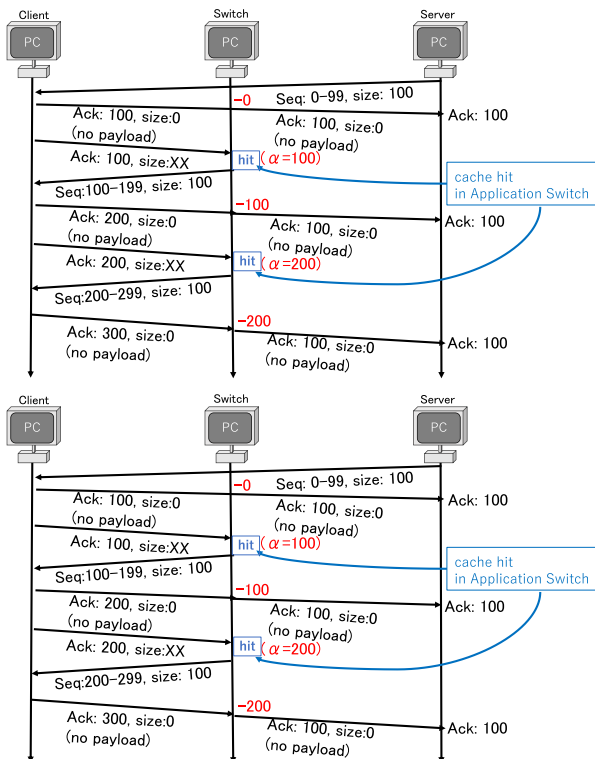 Client Switch Server
PC PC PC
-0 Seq: 0-99, size: 100
Ack: 100, size:0 Ack: 100, size:0 Ack: 100
(no payload) (no payload)
Ack: 100, size:XX hit (α=100)
cache hit
in Application Switch
Seq:100-199, size: 100
-100
Ack: 200, size:0 Ack: 100, size:0 Ack: 100
(no payload) (no payload)
Ack: 200, size:XX hit (α=200)
Seq:200-299, size: 100
-200
Ack: 300, size:0 Ack: 100, size:0 Ack: 100
(no payload) (no payload)
Client Switch Server
PC PC PC
-0 Seq: 0-99, size: 100
Ack: 100, size:0 Ack: 100, size:0 Ack: 100
(no payload) (no payload)
Ack: 100, size:XX hit (α=100)
cache hit
in Application Switch
Seq:100-199, size: 100
-100
Ack: 200, size:0 Ack: 100, size:0 Ack: 100
(no payload) (no payload)
Ack: 200, size:XX hit (α=200)
Seq:200-299, size: 100
-200
Ack: 300, size:0 Ack: 100, size:0 Ack: 100
(no payload) (no payload)